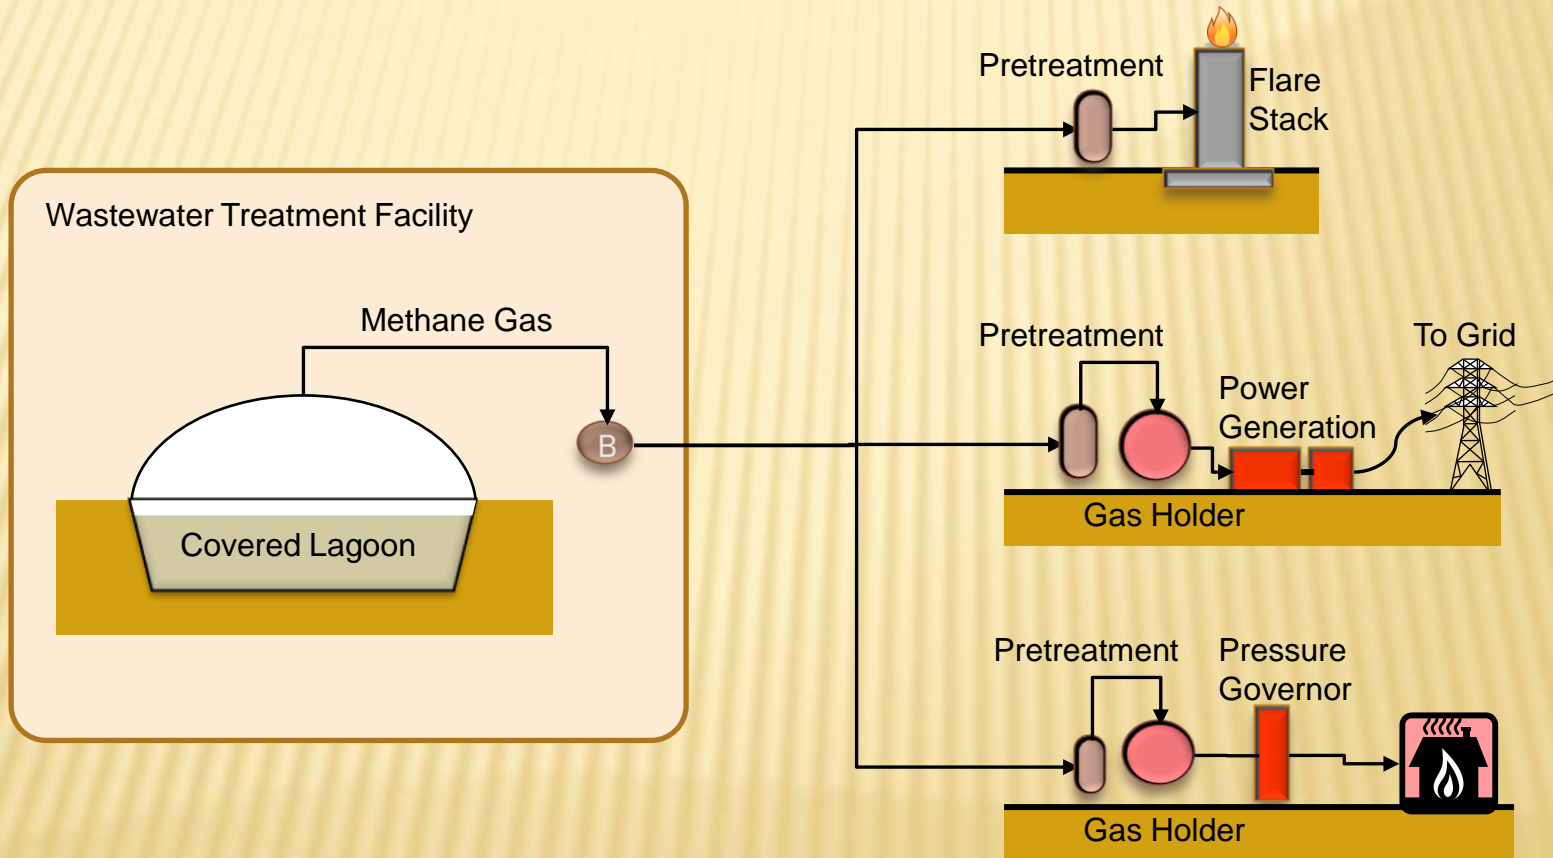 Pretreatment
Flare
Stack
Wastewater Treatment Facility
Methane Gas
B
Covered Lagoon
Pretreatment
To Grid
Power
Generation
Gas Holder
Pretreatment
Pressure
Governor
Gas Holder